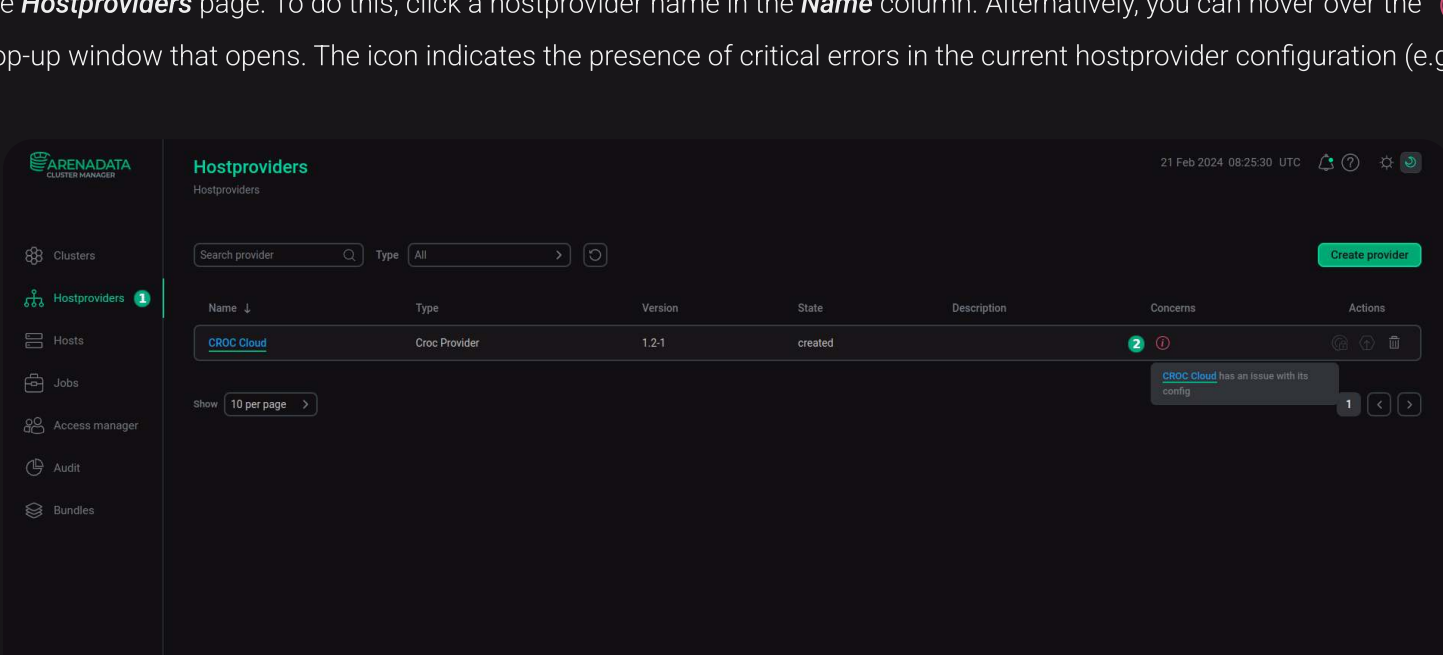 e Hostproviders page. To do this, click a hostprovider name in the Name column. Alternatively, you can hover over the
op-up window that opens. The icon indicates the presence of critical errors in the current hostprovider configuration (e.g
ARENADATA
CLUSTER MANAGER
Hostproviders
Hostproviders
21 Feb 2024 08:25:30 UTC
Search provider Type All
Create provider
Clusters
Hostproviders 1
Hosts
Jobs
Access manager
Audit
Bundles
Name ↓ Type Version State Description Concerns Actions
CROC Cloud Croc Provider 1.2-1 created 2
CROC Cloud has an issue with its
config
Show 10 per page 1 < >